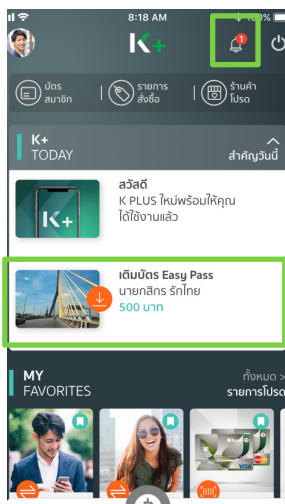 8:18 AM
100%
K+
1
บัตร
สมาชิก
รายการ
สั่งซื้อ
ร้านค้า
โปรด
K+
TODAY
สำคัญวันนี้
K+
สวัสดี
K PLUS ใหม่พร้อมให้คุณ
ได้ใช้งานแล้ว
เติมบัตร Easy Pass
นายกสิกร รักไทย
500 บาท
MY
FAVORITES
ทั้งหมด >
รายการโปรด
VISA